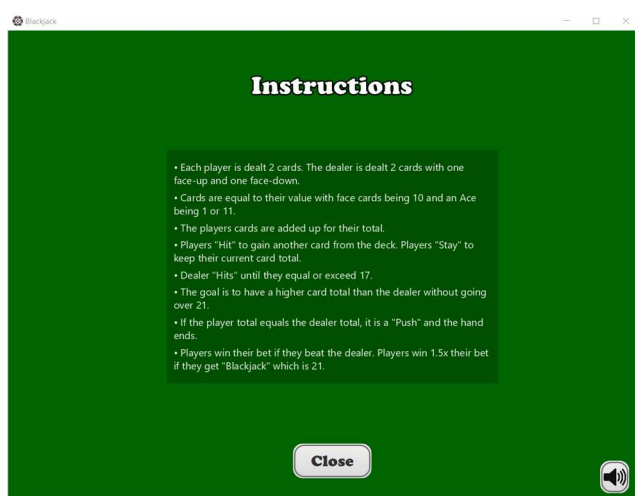 Blackjack
Instructions
• Each player is dealt 2 cards. The dealer is dealt 2 cards with one
face-up and one face-down.
• Cards are equal to their value with face cards being 10 and an Ace
being 1 or 11.
• The players cards are added up for their total.
• Players "Hit" to gain another card from the deck. Players "Stay" to
keep their current card total.
• Dealer "Hits" until they equal or exceed 17.
• The goal is to have a higher card total than the dealer without going
over 21.
• If the player total equals the dealer total, it is a "Push" and the hand
ends.
• Players win their bet if they beat the dealer. Players win 1.5x their bet
if they get "Blackjack" which is 21.
Close